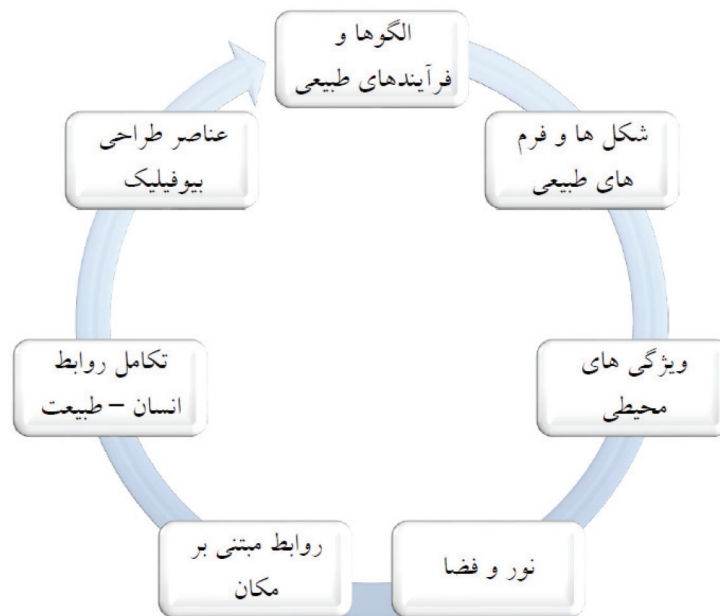 الگوها و
فرآیندهای طبیعی
شکل ها و فرم
های طبیعی
ویژگی های
محیطی
نور و فضا
روابط مبتنی بر
مکان
تکامل روابط
انسان – طبیعت
عناصر طراحی
بیوفیلیک